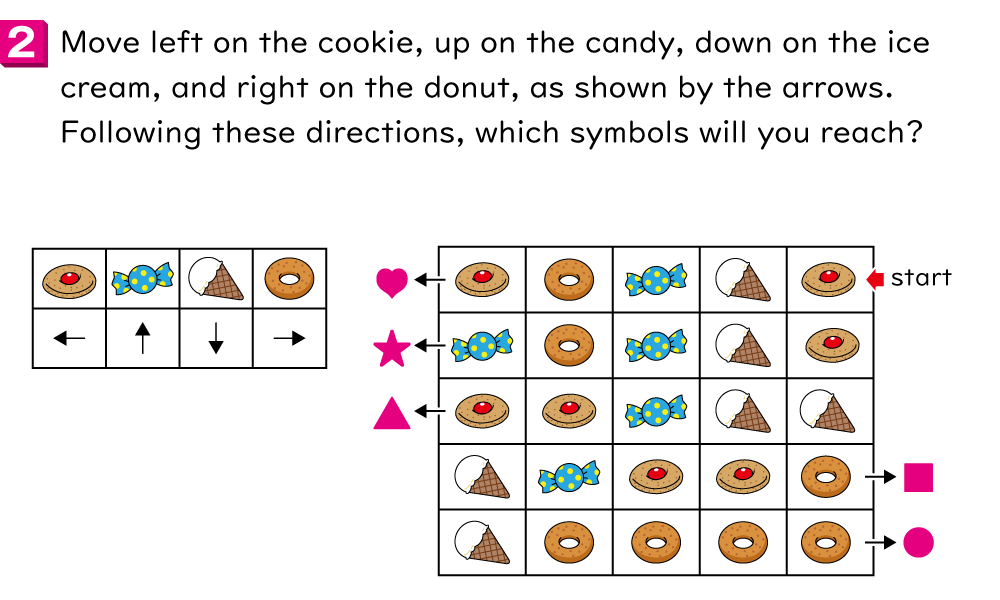 2
Move left on the cookie, up on the candy, down on the ice
cream, and right on the donut, as shown by the arrows.
Following these directions, which symbols will you reach?
start